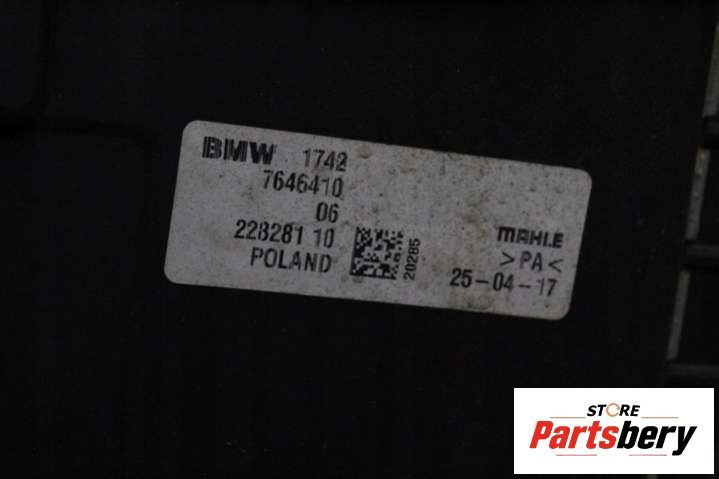 BMW 1742
7646410
06
228281 10
POLAND
20285
MAHLE
>PA<
25-04-17
STORE
Partsbery